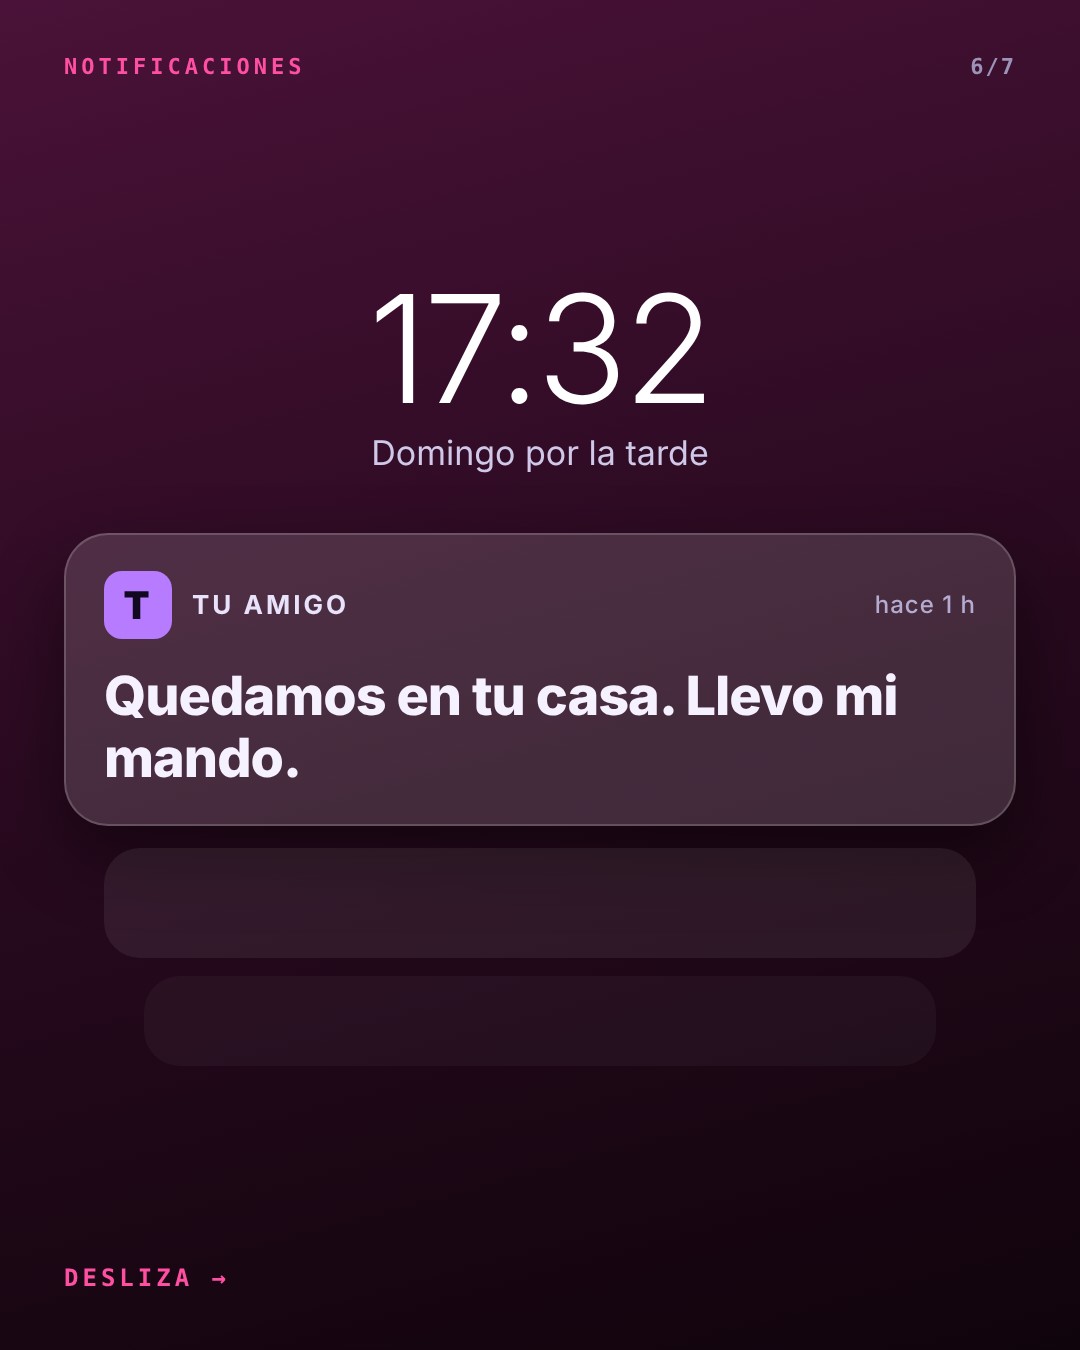 NOTIFICACIONES
6/7
17:32
Domingo por la tarde
T
TU AMIGO
hace 1 h
Quedamos en tu casa. Llevo mi
mando.
DESLIZA →